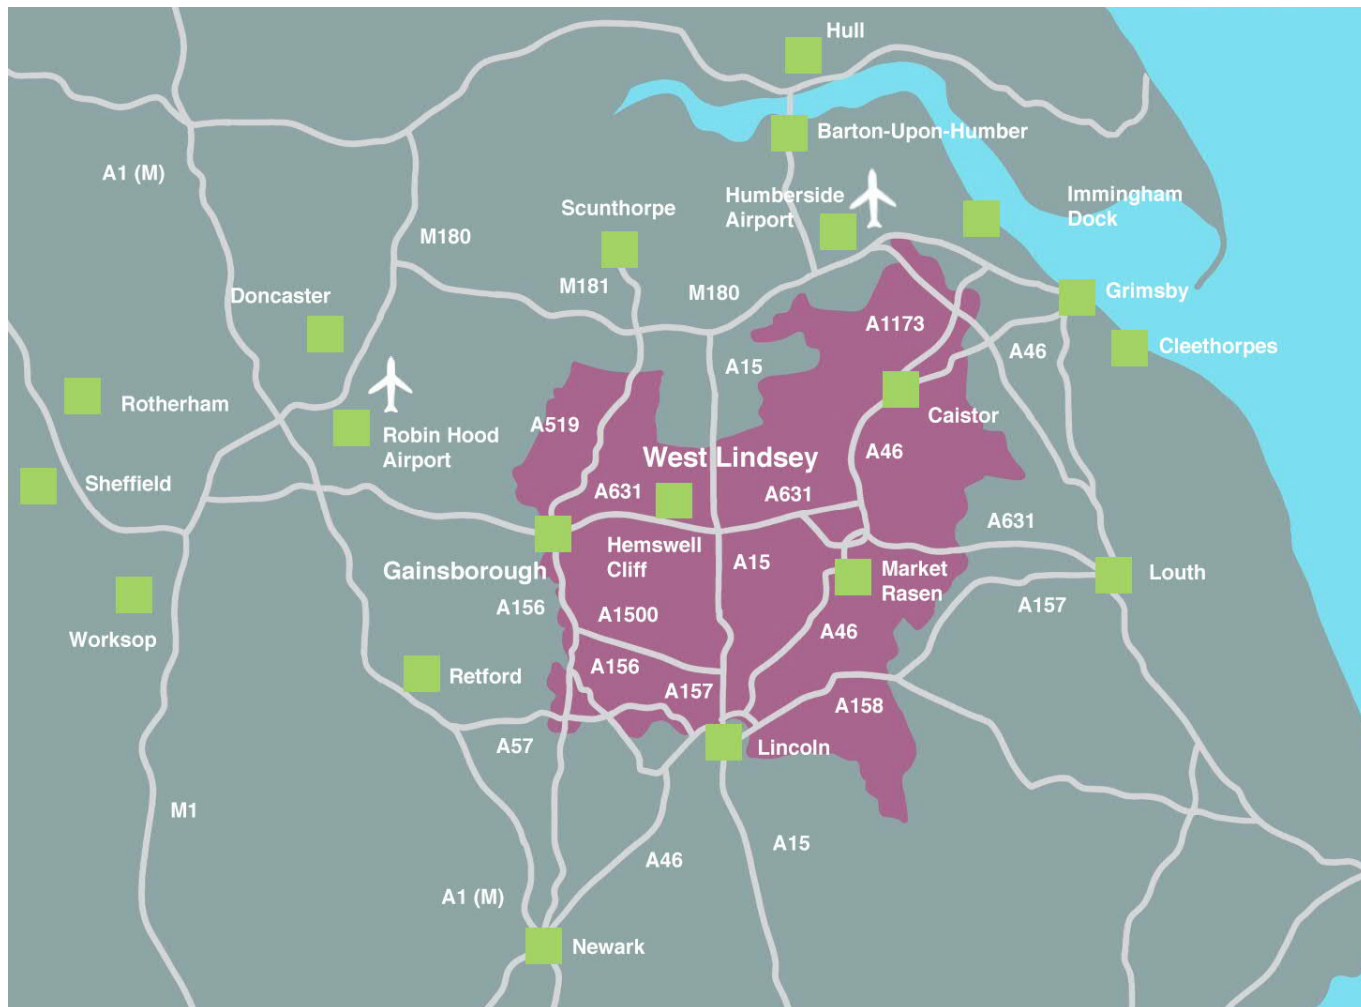 Hull
Barton-Upon-Humber
A1 (M)
Humberside
Airport
Immingham
Dock
Scunthorpe
M180
M181
M180
Doncaster
Grimsby
A1173
A46
Cleethorpes
A15
Rotherham
Caistor
A519
Robin Hood
Airport
A46
West Lindsey
Sheffield
A631
A631
A631
Hemswell
Cliff
A15
Gainsborough
Market
Rasen
Louth
A156
A1500
A157
Worksop
A46
A156
Retford
A157
A158
A57
Lincoln
M1
A15
A46
A1 (M)
Newark